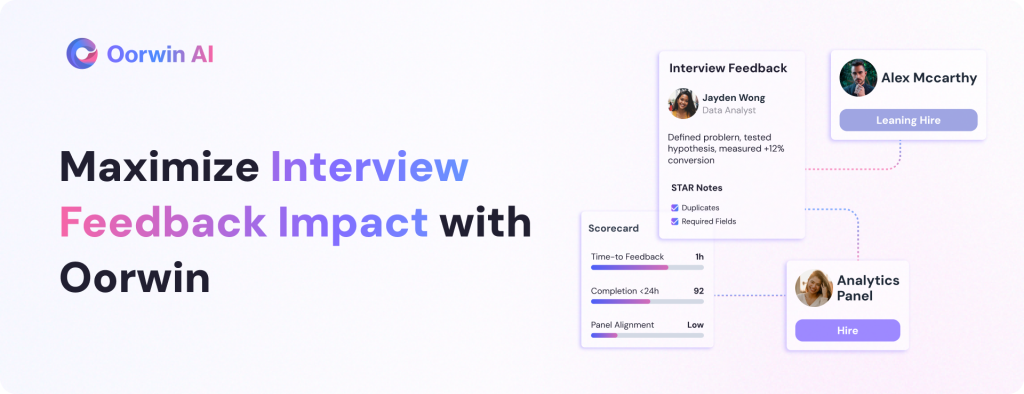 Oorwin AI
Maximize Interview
Feedback Impact with
Oorwin
Interview Feedback
Jayden Wong
Data Analyst
Defined problern, tested
hypothesis, measured +12%
conversion
STAR Notes
Duplicates
Required Fields
Scorecard
Time-to Feedback 1h
Completion <24h 92
Panel Alignment Low
Alex Mccarthy
Leaning Hire
Analytics
Panel
Hire